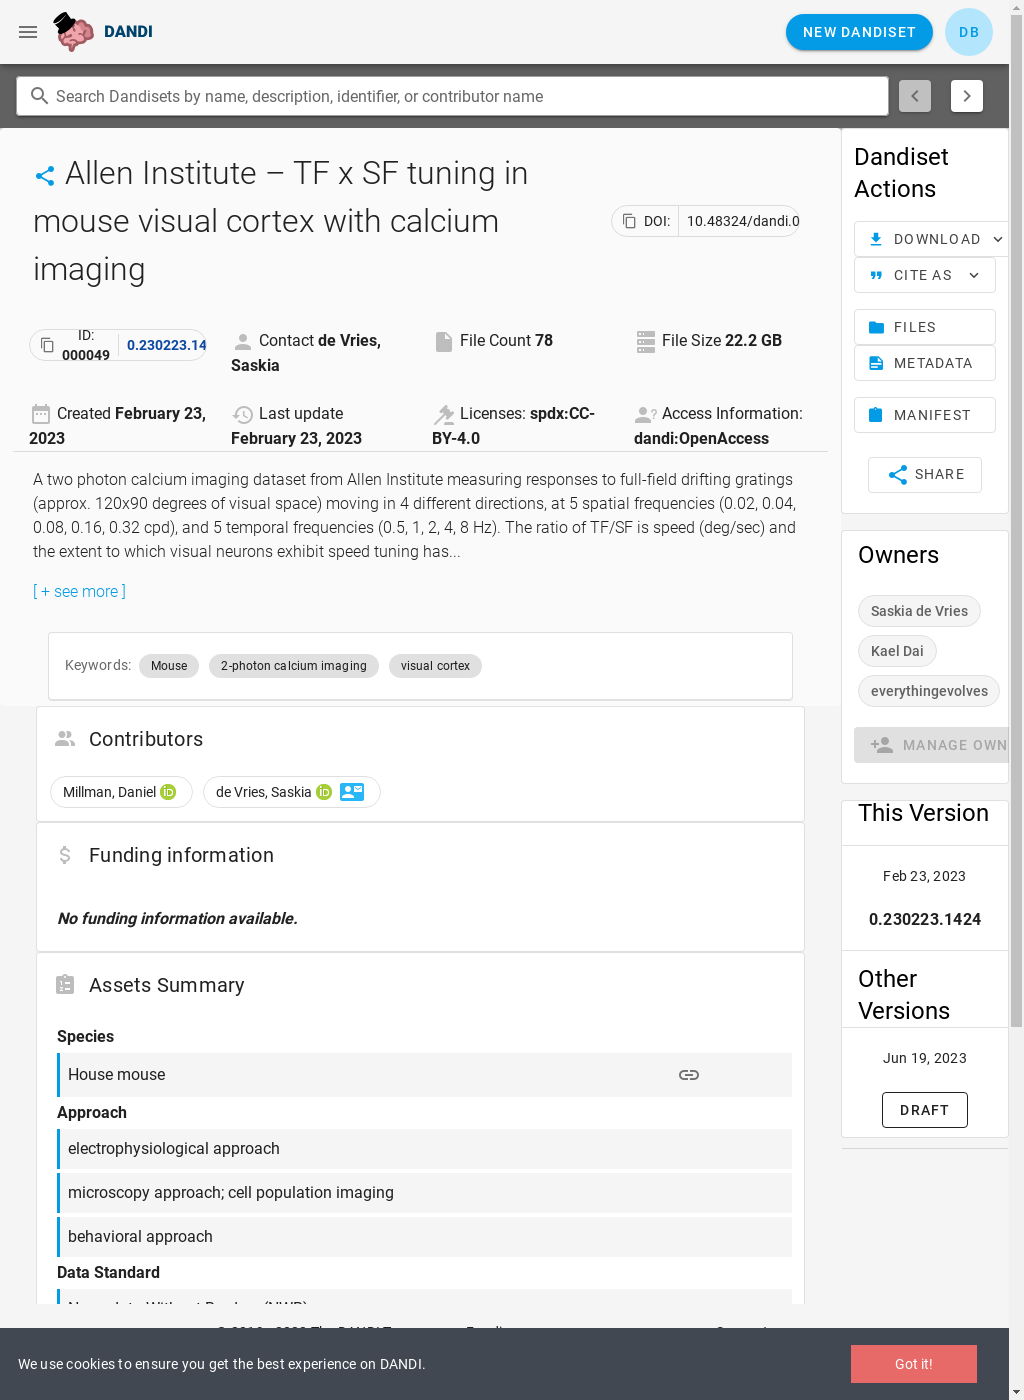 DANDI
NEW DANDISET
DB
Search Dandisets by name, description, identifier, or contributor name
Allen Institute – TF x SF tuning in
mouse visual cortex with calcium
imaging
DOI: 10.48324/dandi.0
ID:
000049
0.230223.14
Contact de Vries,
Saskia
File Count 78
File Size 22.2 GB
Created February 23,
2023
Last update
February 23, 2023
Licenses: spdx:CC-
BY-4.0
Access Information:
dandi:OpenAccess
A two photon calcium imaging dataset from Allen Institute measuring responses to full-field drifting gratings
(approx. 120x90 degrees of visual space) moving in 4 different directions, at 5 spatial frequencies (0.02, 0.04,
0.08, 0.16, 0.32 cpd), and 5 temporal frequencies (0.5, 1, 2, 4, 8 Hz). The ratio of TF/SF is speed (deg/sec) and
the extent to which visual neurons exhibit speed tuning has...
[ + see more ]
Keywords: Mouse 2-photon calcium imaging visual cortex
Contributors
Millman, Daniel de Vries, Saskia
Funding information
No funding information available.
Assets Summary
Species
House mouse
Approach
electrophysiological approach
microscopy approach; cell population imaging
behavioral approach
Data Standard
Dandiset
Actions
DOWNLOAD
CITE AS
FILES
METADATA
MANIFEST
SHARE
Owners
Saskia de Vries
Kael Dai
everythingevolves
MANAGE OWN
This Version
Feb 23, 2023
0.230223.1424
Other
Versions
Jun 19, 2023
DRAFT
We use cookies to ensure you get the best experience on DANDI.
Got it!